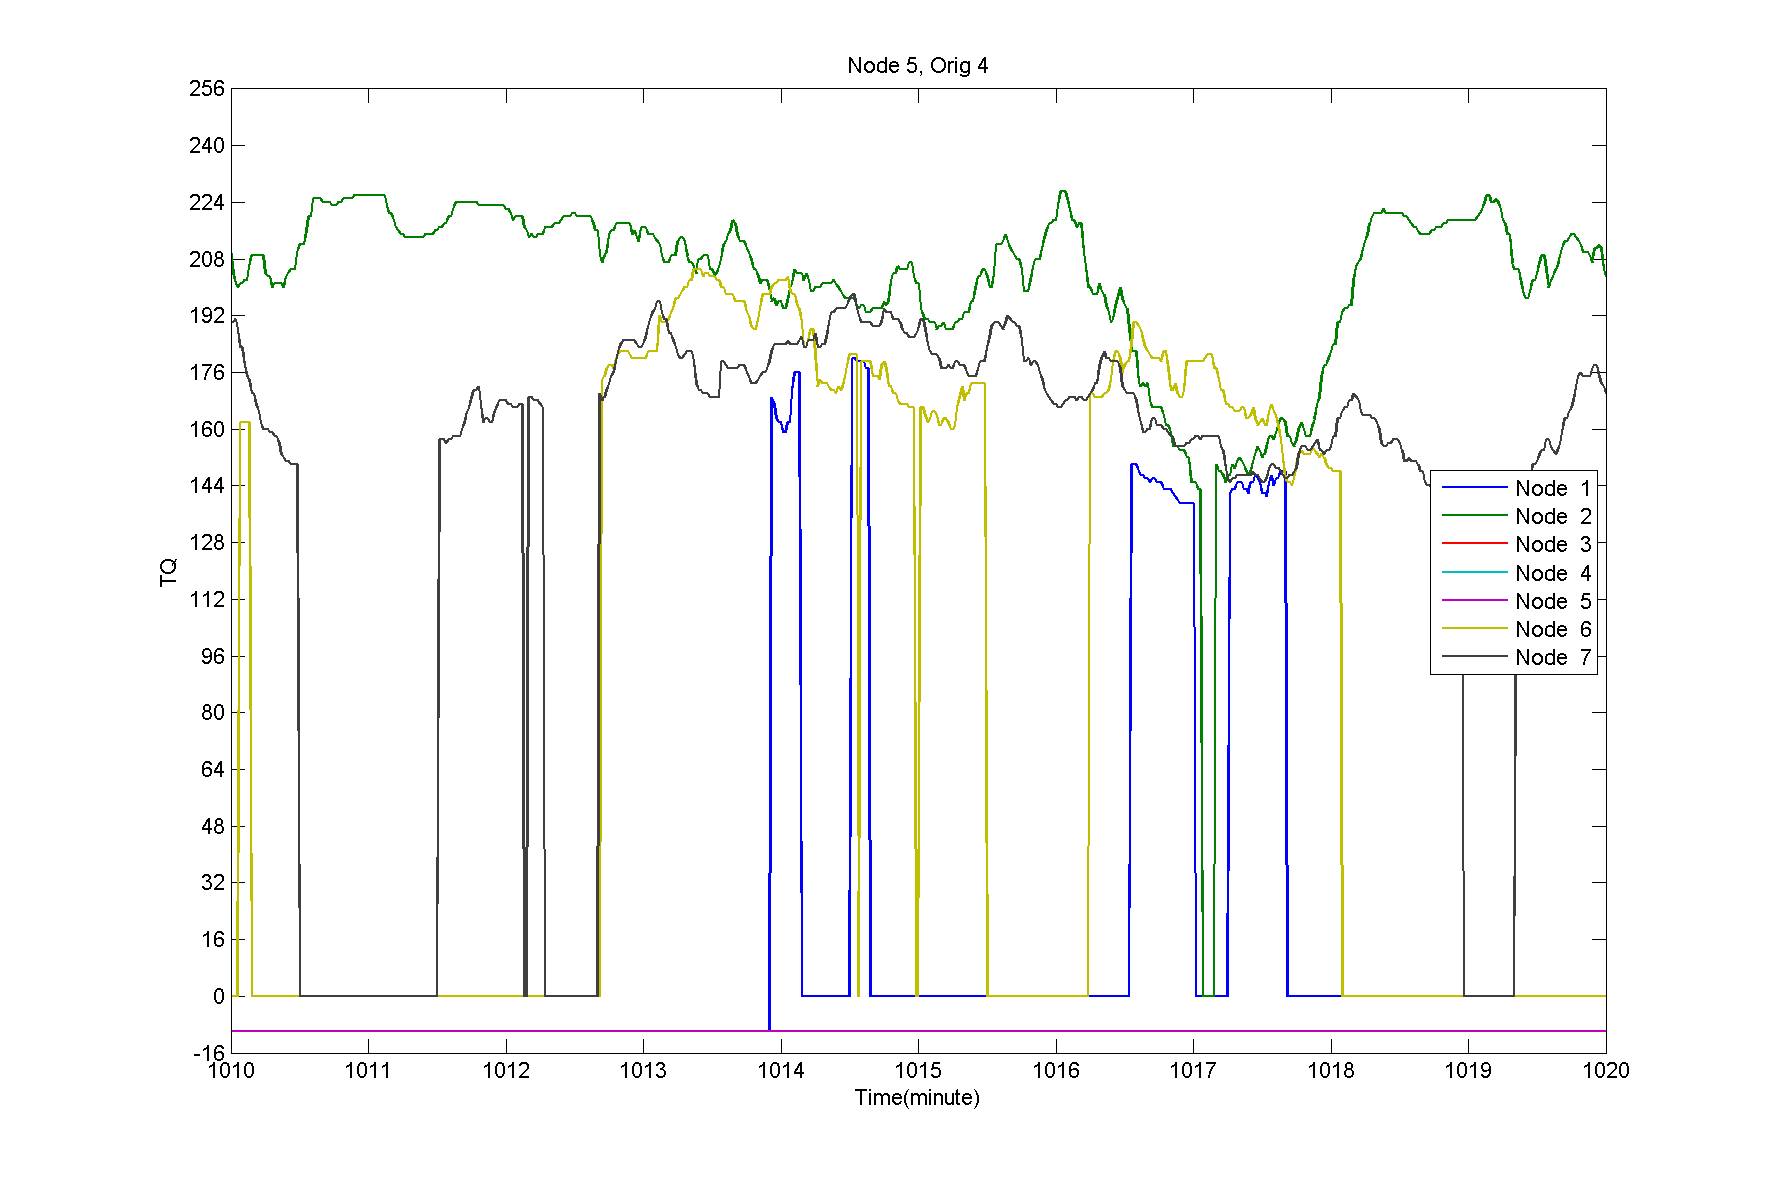 Node 5, Orig 4
256
240
224
208
192
176
160
144
128
112
96
80
64
48
32
16
0
-16
TQ
Node 1
Node 2
Node 3
Node 4
Node 5
Node 6
Node 7
1010 1011 1012 1013 1014 1015 1016 1017 1018 1019 1020
Time(minute)